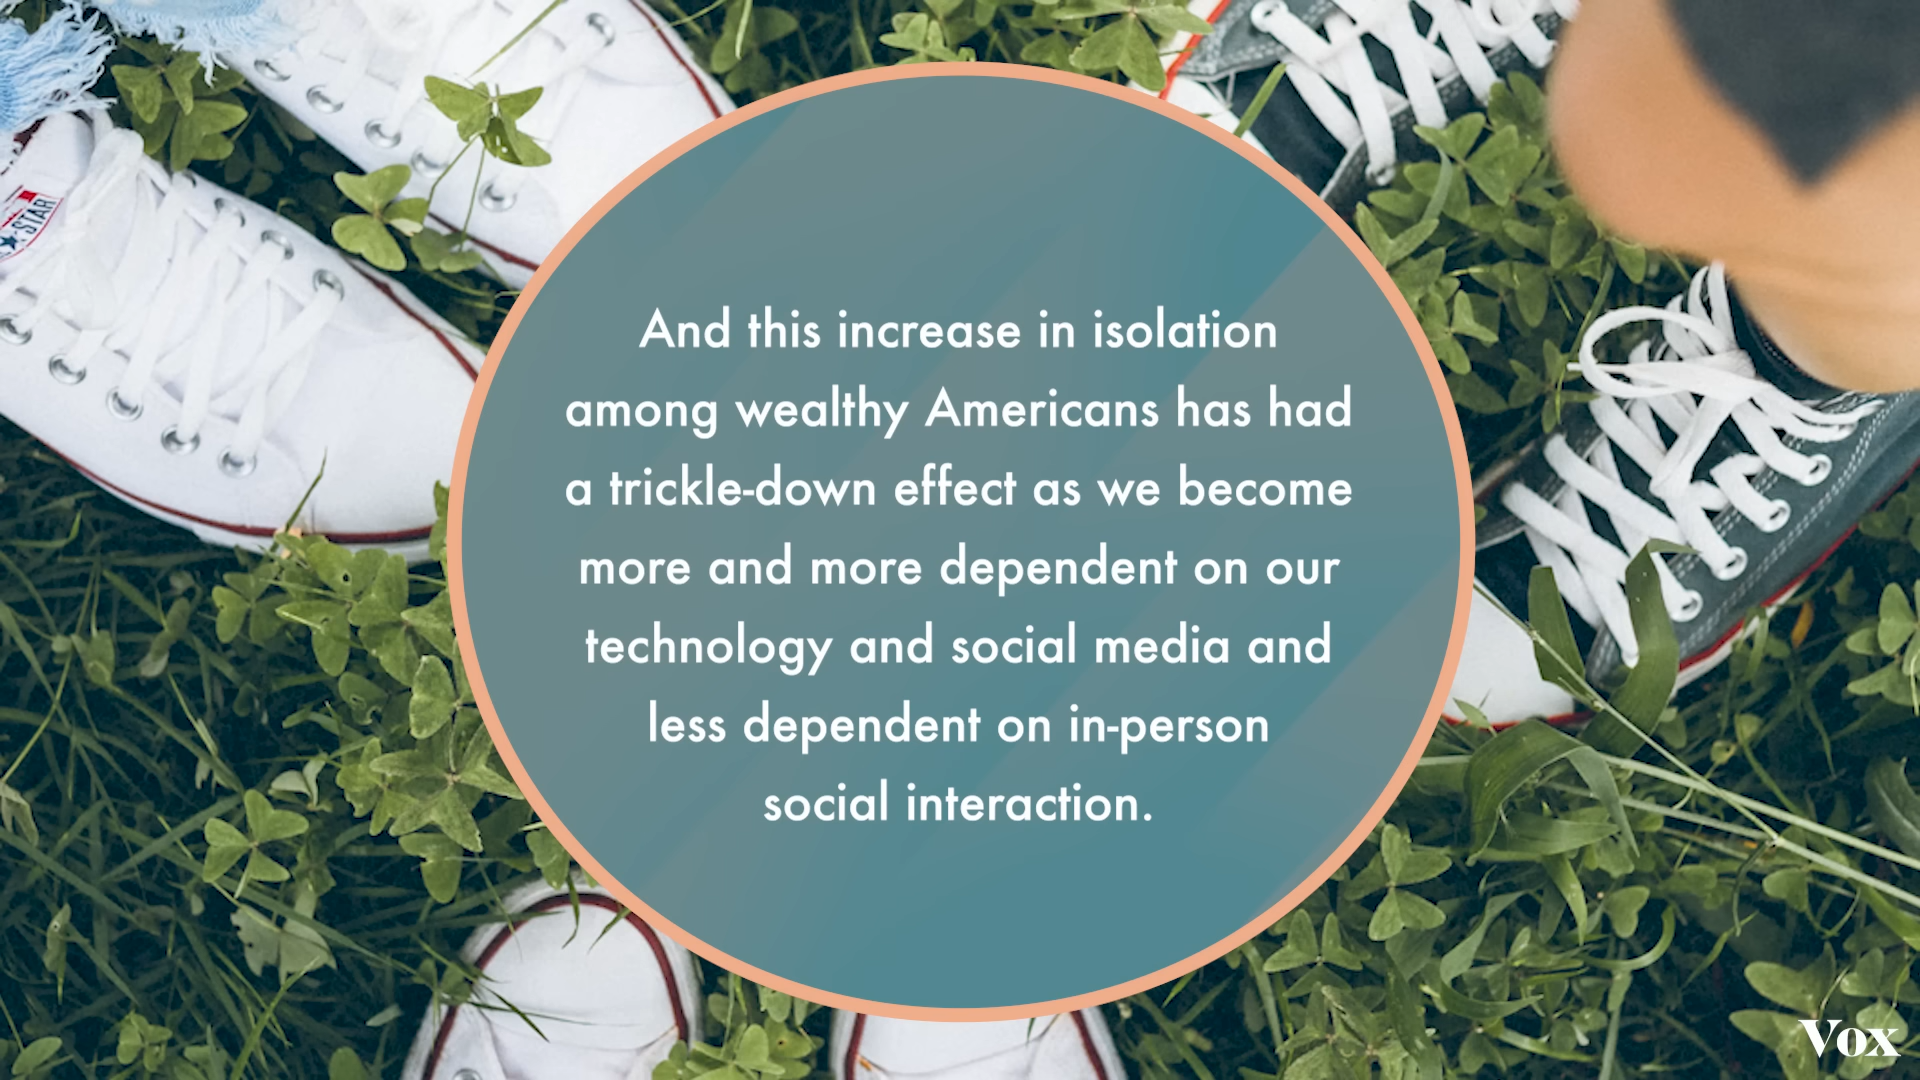 STAR
And this increase in isolation
among wealthy Americans has had
a trickle-down effect as we become
more and more dependent on our
technology and social media and
less dependent on in-person
social interaction.
Vox